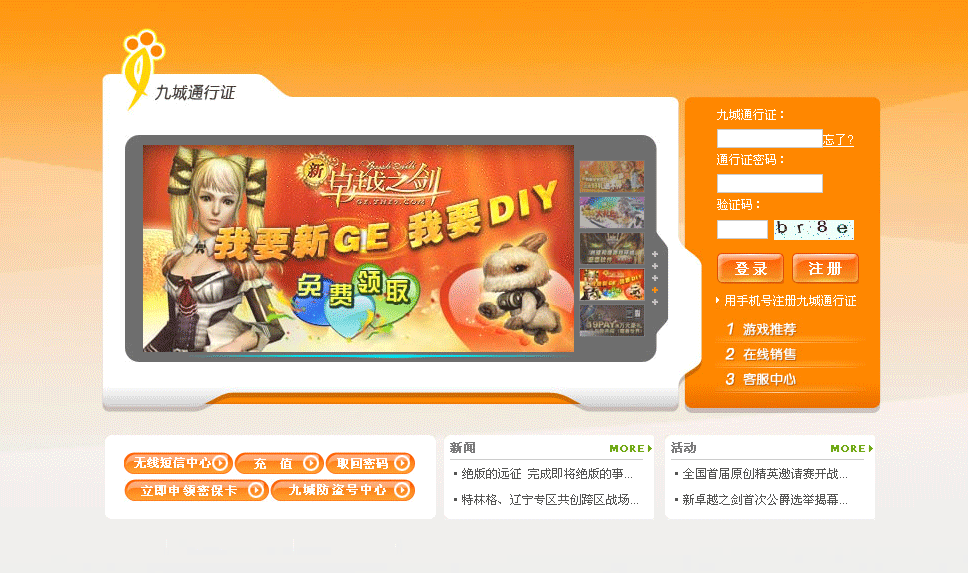 九城通行证
新
卓越之剑
Granado Espada
GE.THE9.COM
我要新GE 我要DIY
免费领取
九城通行证：
忘了?
通行证密码：
验证码：
br8e
登录 注册
用手机号注册九城通行证
1 游戏推荐
2 在线销售
3 客服中心
无线短信中心 充 值 取回密码
立即申领密保卡 九城防盗号中心
新闻 MORE
绝版的远征 完成即将绝版的事...
特林格、辽宁专区共创跨区战场...
活动 MORE
全国首届原创精英邀请赛开战...
新卓越之剑首次公爵选举揭幕...